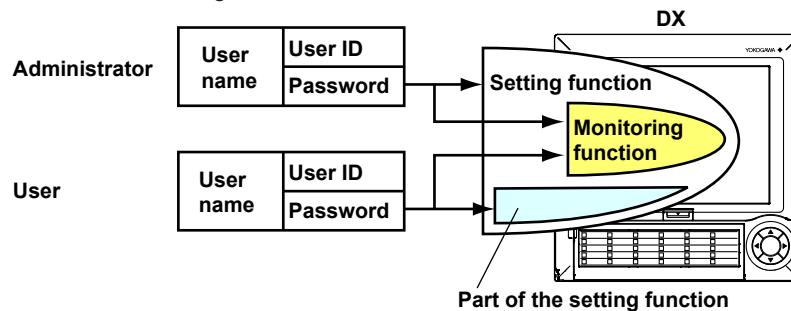 DX
YOKOGAWA
Administrator
User name
User ID
Password
Setting function
Monitoring
function
User
User name
User ID
Password
Part of the setting function